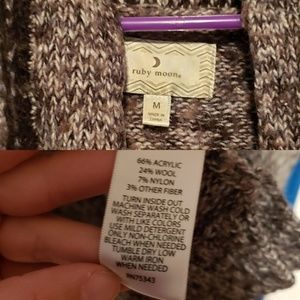 ruby moon®
M
MADE IN
CHINA
66% ACRYLIC
24% WOOL
7% NYLON
3% OTHER FIBER
TURN INSIDE OUT
MACHINE WASH COLD
WASH SEPARATELY OR
WITH LIKE COLORS
USE MILD DETERGENT
ONLY NON-CHLORINE
BLEACH WHEN NEEDED
TUMBLE DRY LOW
WARM IRON
WHEN NEEDED
RN75343